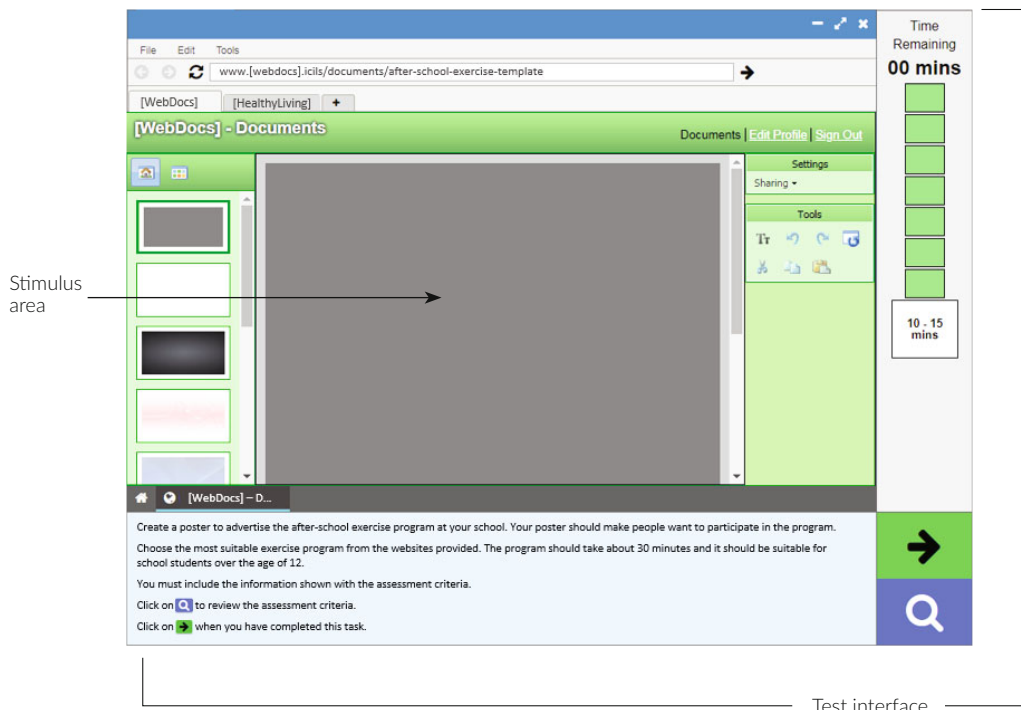 Time
Remaining
00 mins
File Edit Tools
www.[webdocs].icils/documents/after-school-exercise-template
[WebDocs] [HealthyLiving] +
[WebDocs] - Documents
Documents | Edit Profile | Sign Out
Settings
Sharing
Tools
Tт
Stimulus
area
10 - 15
mins
[WebDocs] – D...
Create a poster to advertise the after-school exercise program at your school. Your poster should make people want to participate in the program.
Choose the most suitable exercise program from the websites provided. The program should take about 30 minutes and it should be suitable for
school students over the age of 12.
You must include the information shown with the assessment criteria.
Click on to review the assessment criteria.
Click on when you have completed this task.
Test interface